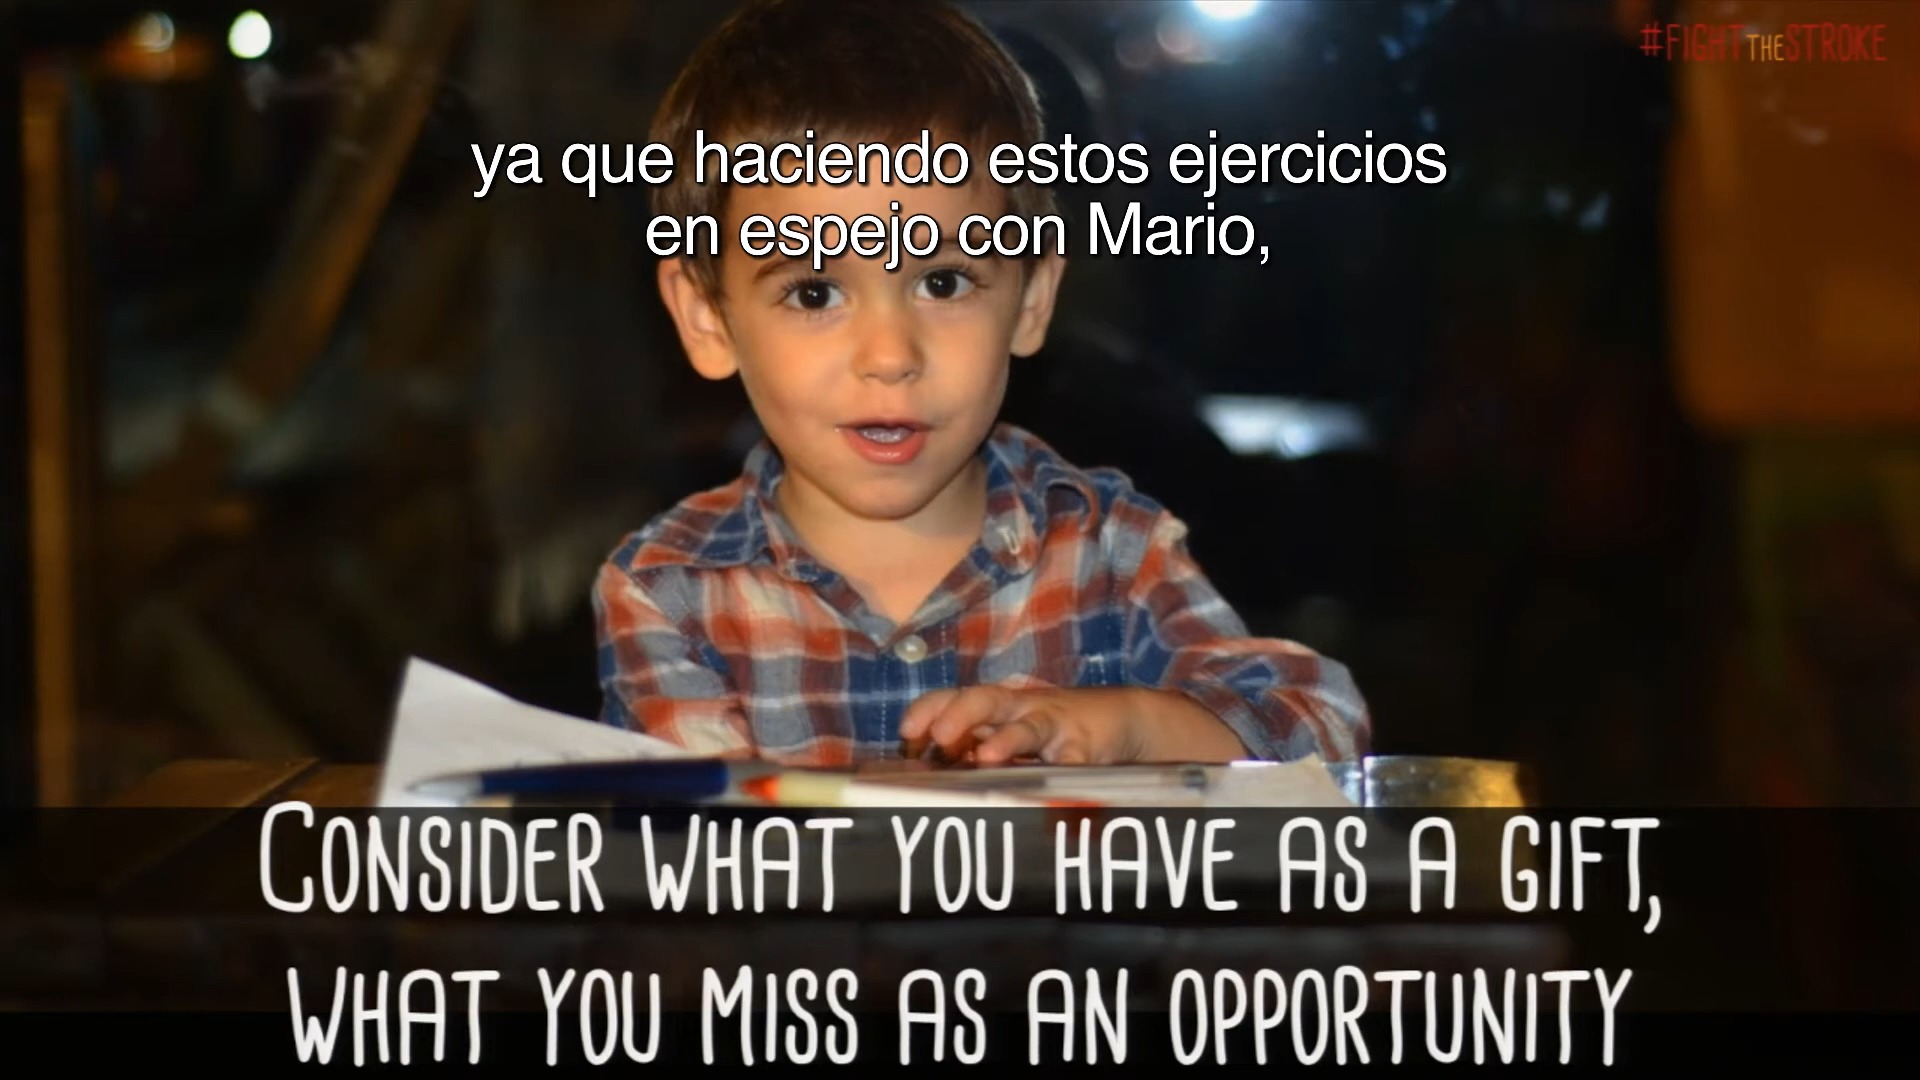 #FIGHTTHESTROKE
ya que haciendo estos ejercicios
en espejo con Mario,
CONSIDER WHAT YOU HAVE AS A GIFT,
WHAT YOU MISS AS AN OPPORTUNITY